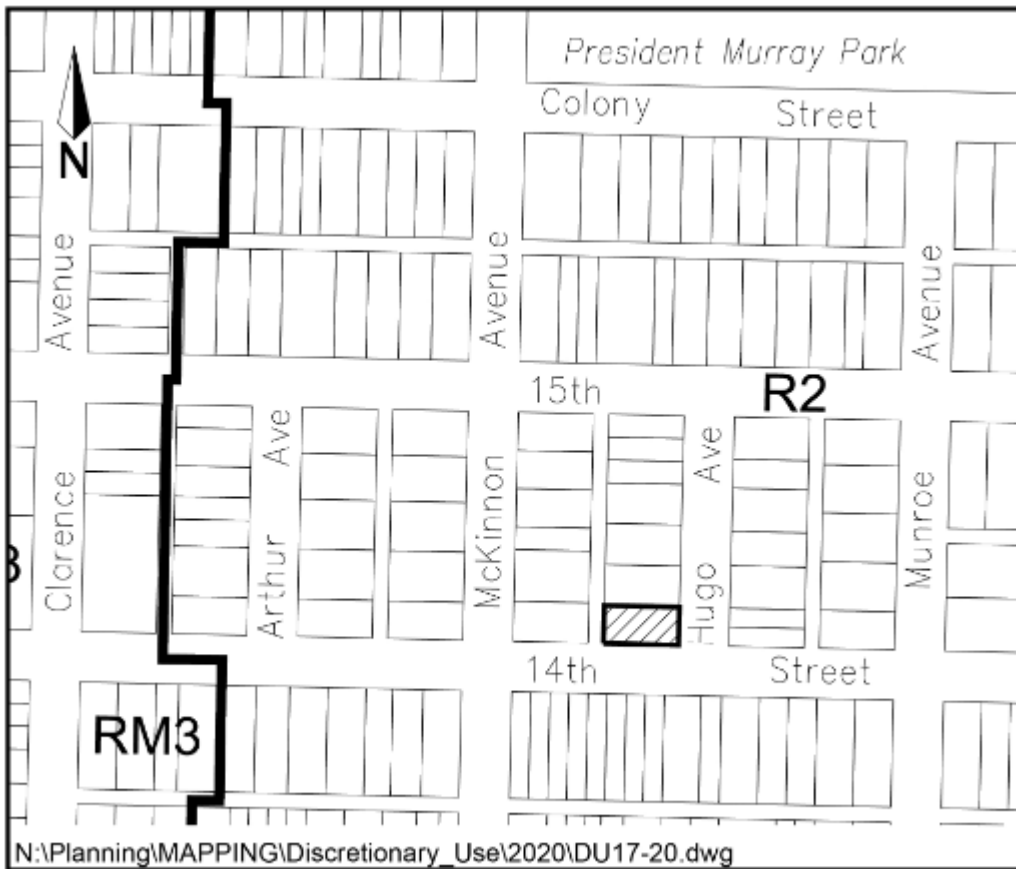 President Murray Park
Colony Street
N
Avenue
Avenue
Avenue
15th
R2
Clarence
Arthur Ave
McKinnon
Hugo Ave
Munroe
14th Street
RM3
N:\Planning\MAPPING\Discretionary_Use\2020\DU17-20.dwg